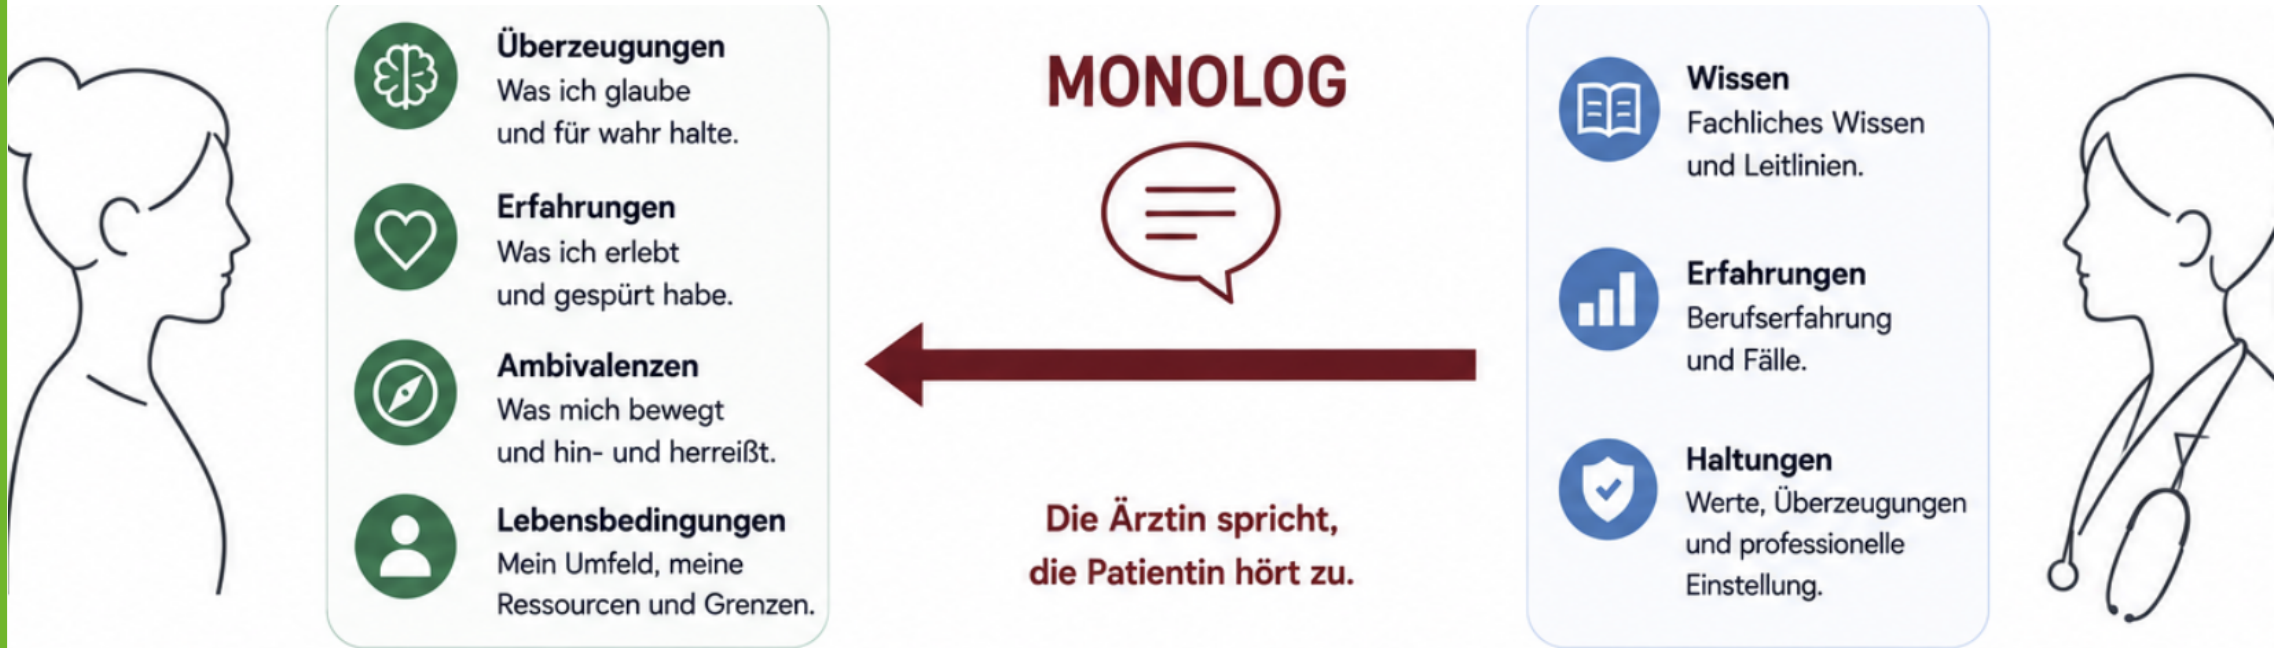 Überzeugungen
Was ich glaube
und für wahr halte.
Erfahrungen
Was ich erlebt
und gespürt habe.
Ambivalenzen
Was mich bewegt
und hin- und herreißt.
Lebensbedingungen
Mein Umfeld, meine
Ressourcen und Grenzen.
MONOLOG
Die Ärztin spricht,
die Patientin hört zu.
Wissen
Fachliches Wissen
und Leitlinien.
Erfahrungen
Berufserfahrung
und Fälle.
Haltungen
Werte, Überzeugungen
und professionelle
Einstellung.